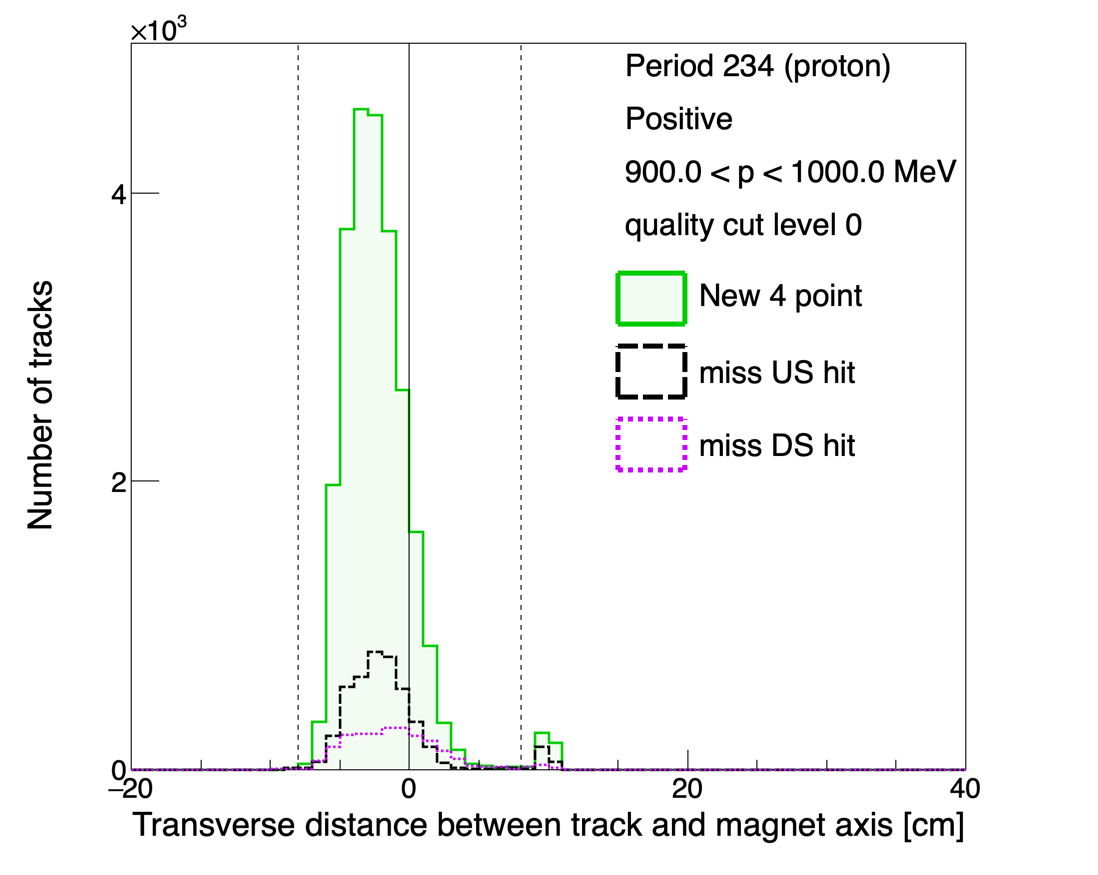 ×10³
Period 234 (proton)
Positive
900.0 < p < 1000.0 MeV
quality cut level 0
New 4 point
miss US hit
miss DS hit
Number of tracks
4
2
0
−20 0 20 40
Transverse distance between track and magnet axis [cm]